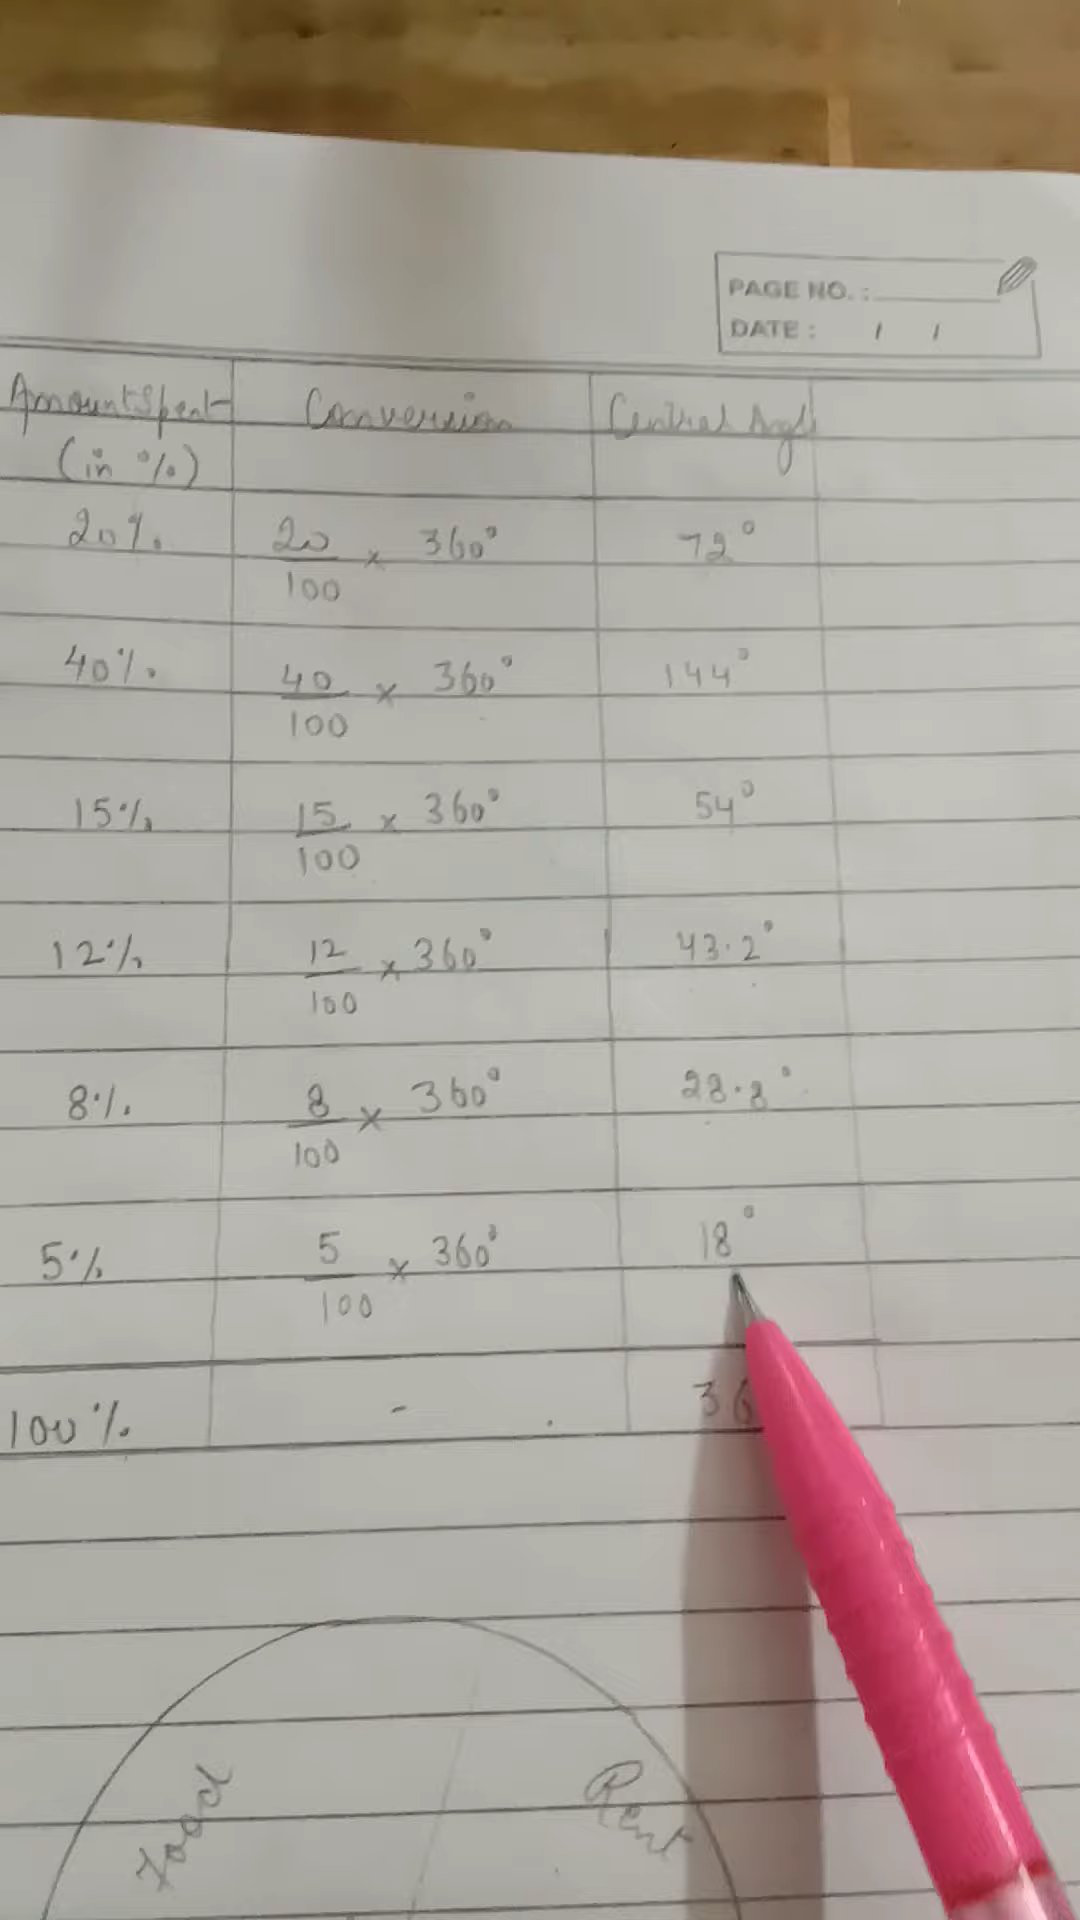 PAGE NO. :
DATE : / /
Amount Spent Conversion Central Angl
(in %)
20% 20/100 × 360° 72°
40% 40/100 × 360° 144°
15% 15/100 × 360° 54°
12% 12/100 × 360° 43.2°
8% 8/100 × 360° 28.8°
5% 5/100 × 360° 18°
100% - 36
Food Rent